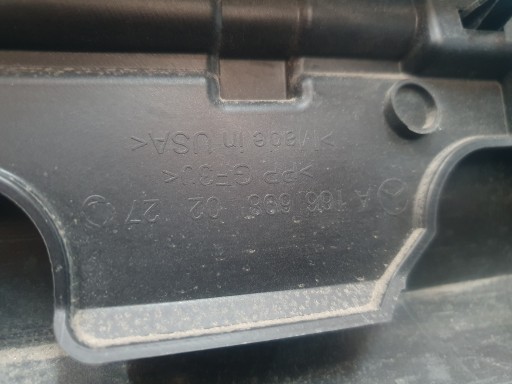 A 166 698 02 27
>PP GF30<
>Made in USA<